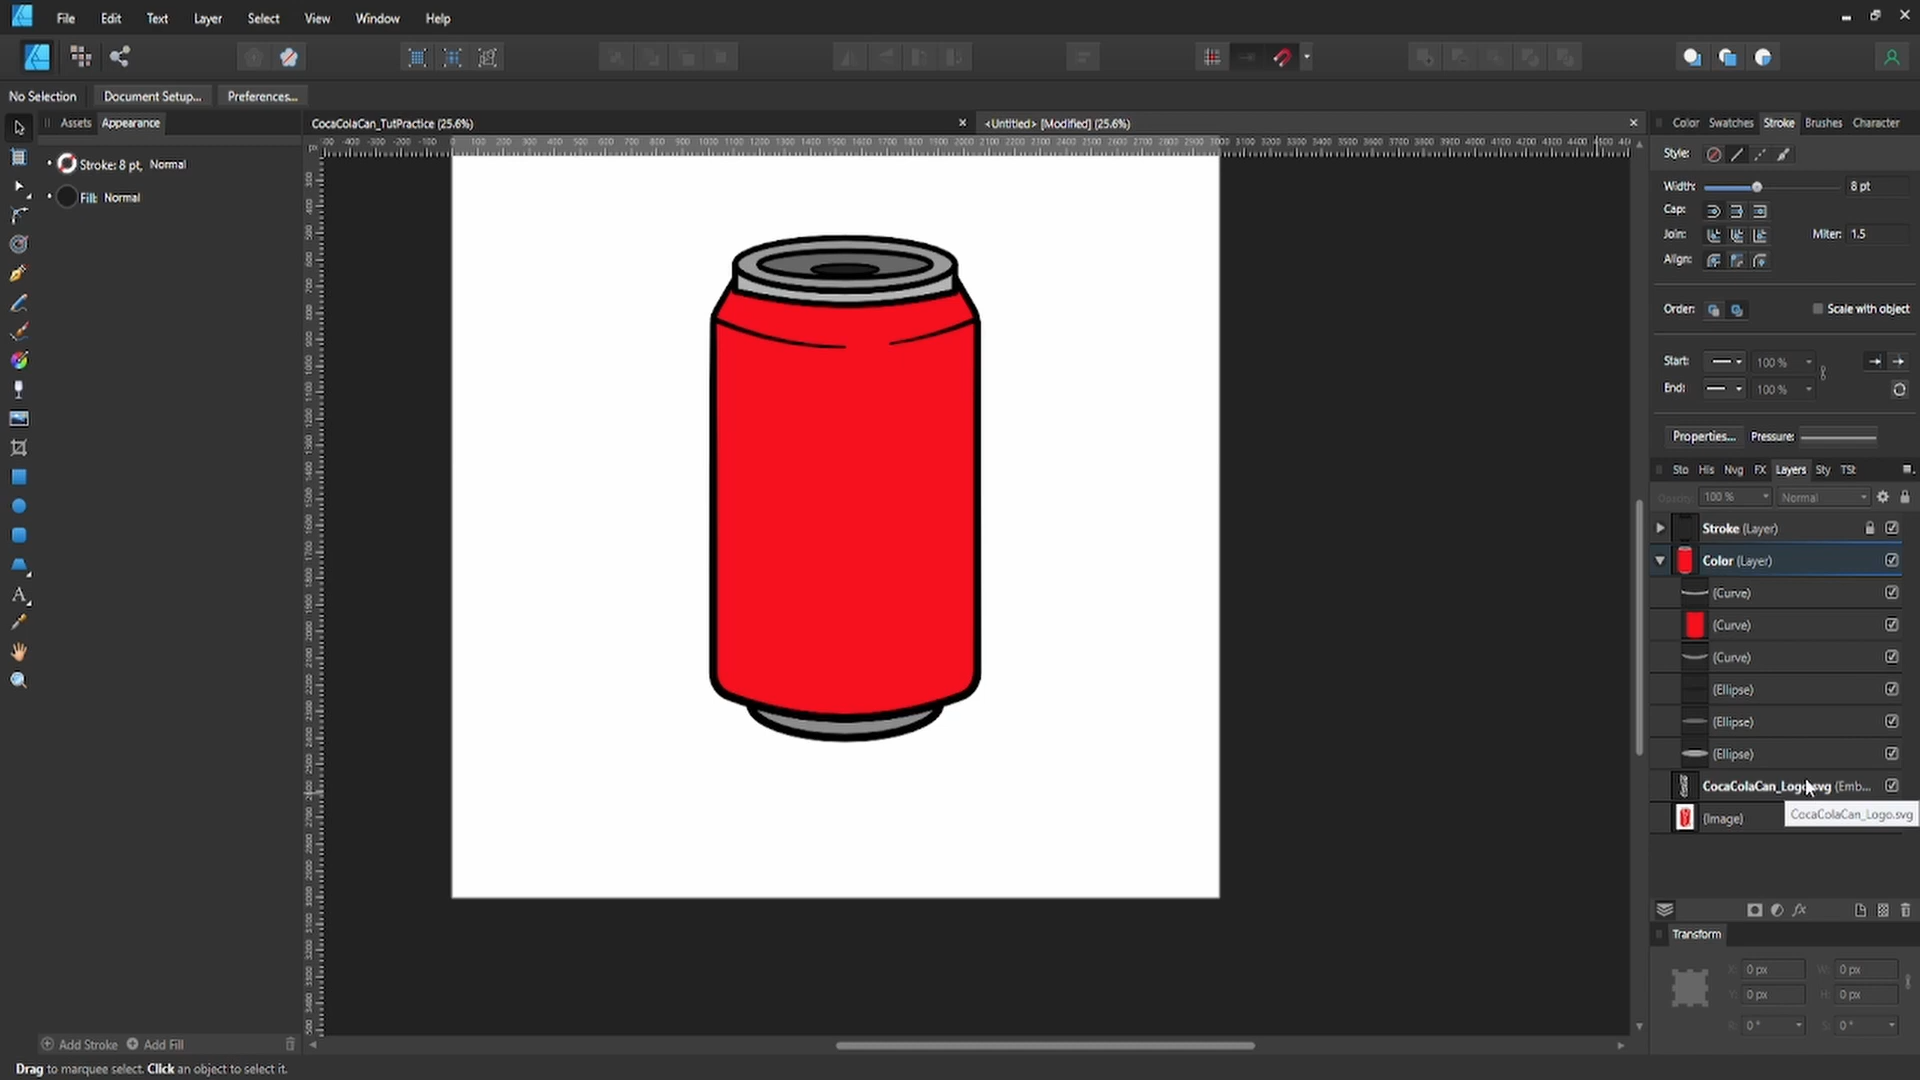 File Edit Text Layer Select View Window Help
No Selection Document Setup... Preferences...
Assets Appearance
CocaColaCan_TutPractice (25.6%)
<Untitled> [Modified] (25.6%)
Color Swatches Stroke Brushes Character
Stroke: 8 pt, Normal
Fill: Normal
px
Style:
Width: 8 pt
Cap:
Join: Miter: 1.5
Align:
Order: Scale with object
Start: 100 %
End: 100 %
Properties... Pressure:
Sto His Nvg FX Layers Sty TSt
Opacity: 100 % Normal
Stroke (Layer)
Color (Layer)
(Curve)
(Curve)
(Curve)
(Ellipse)
(Ellipse)
(Ellipse)
CocaColaCan_Logo.svg (Emb...
(Image)
CocaColaCan_Logo.svg
Transform
X: 0 px W: 0 px
Y: 0 px H: 0 px
R: 0 ° S: 0 °
Add Stroke Add Fill
Drag to marquee select. Click an object to select it.